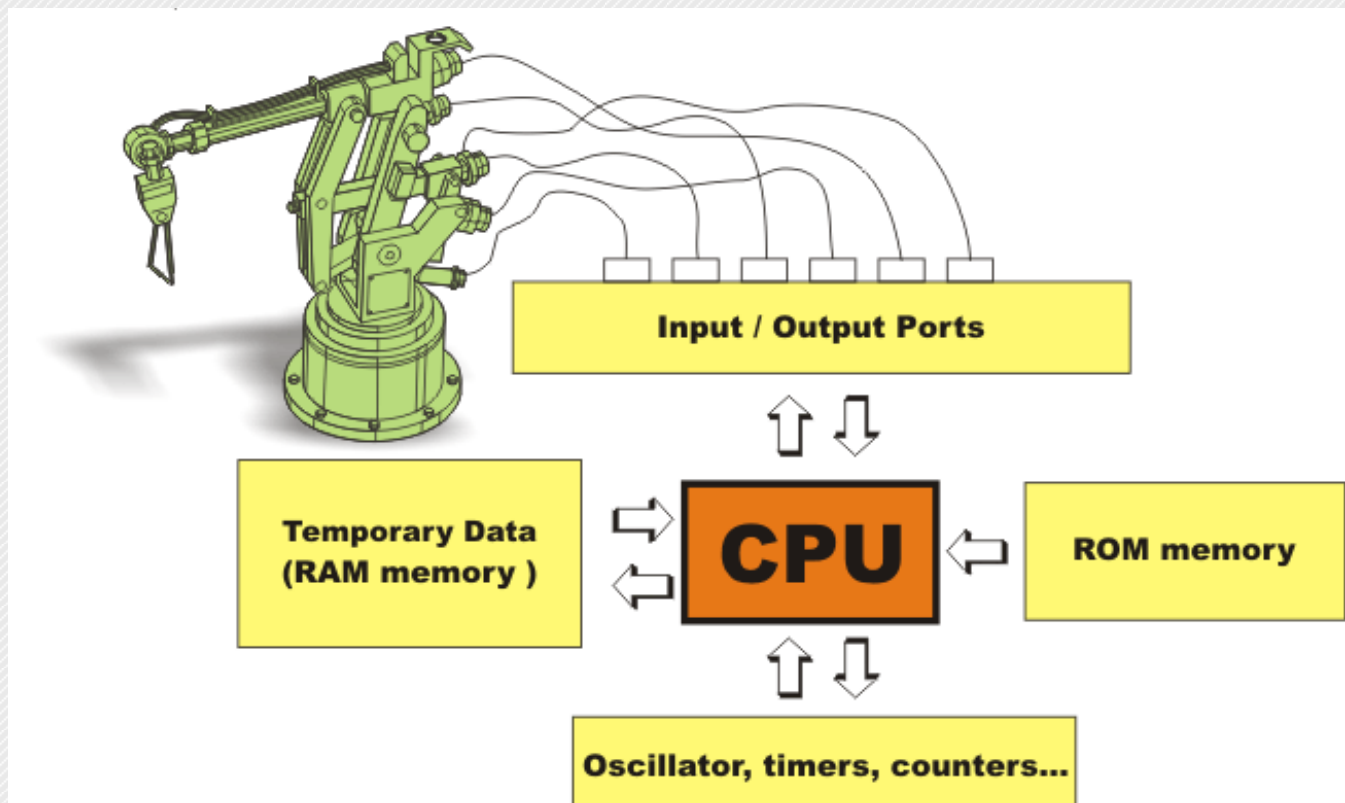 Input / Output Ports
Temporary Data
(RAM memory )
CPU
ROM memory
Oscillator, timers, counters...